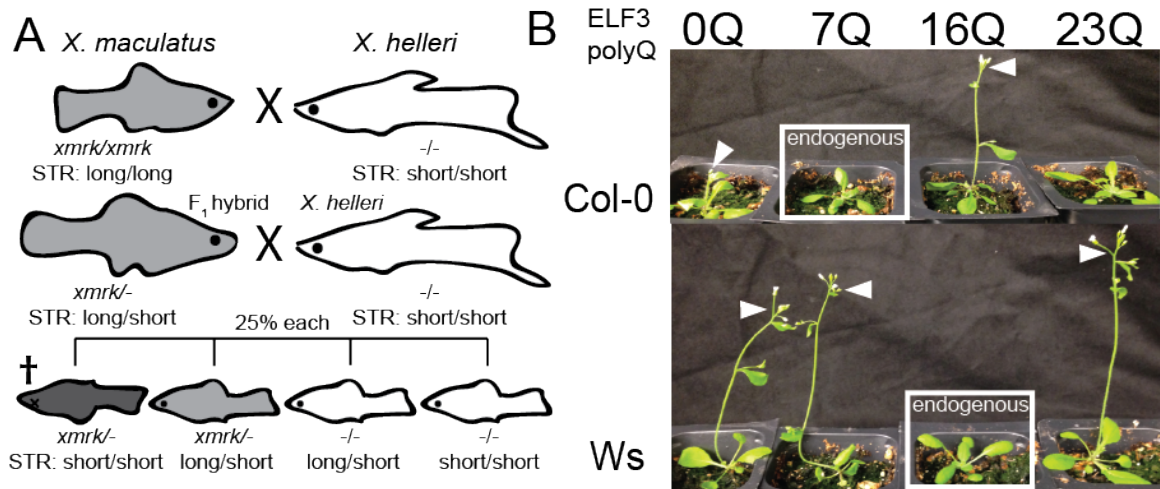 A
X. maculatus
X. helleri
X
xmrk/xmrk
-/-
STR: long/long
STR: short/short
F1 hybrid
X. helleri
X
xmrk/-
-/-
STR: long/short
STR: short/short
25% each
†
x
xmrk/-
xmrk/-
-/-
-/-
STR: short/short
long/short
long/short
short/short
B
ELF3
polyQ
0Q
7Q
16Q
23Q
endogenous
Col-0
endogenous
Ws